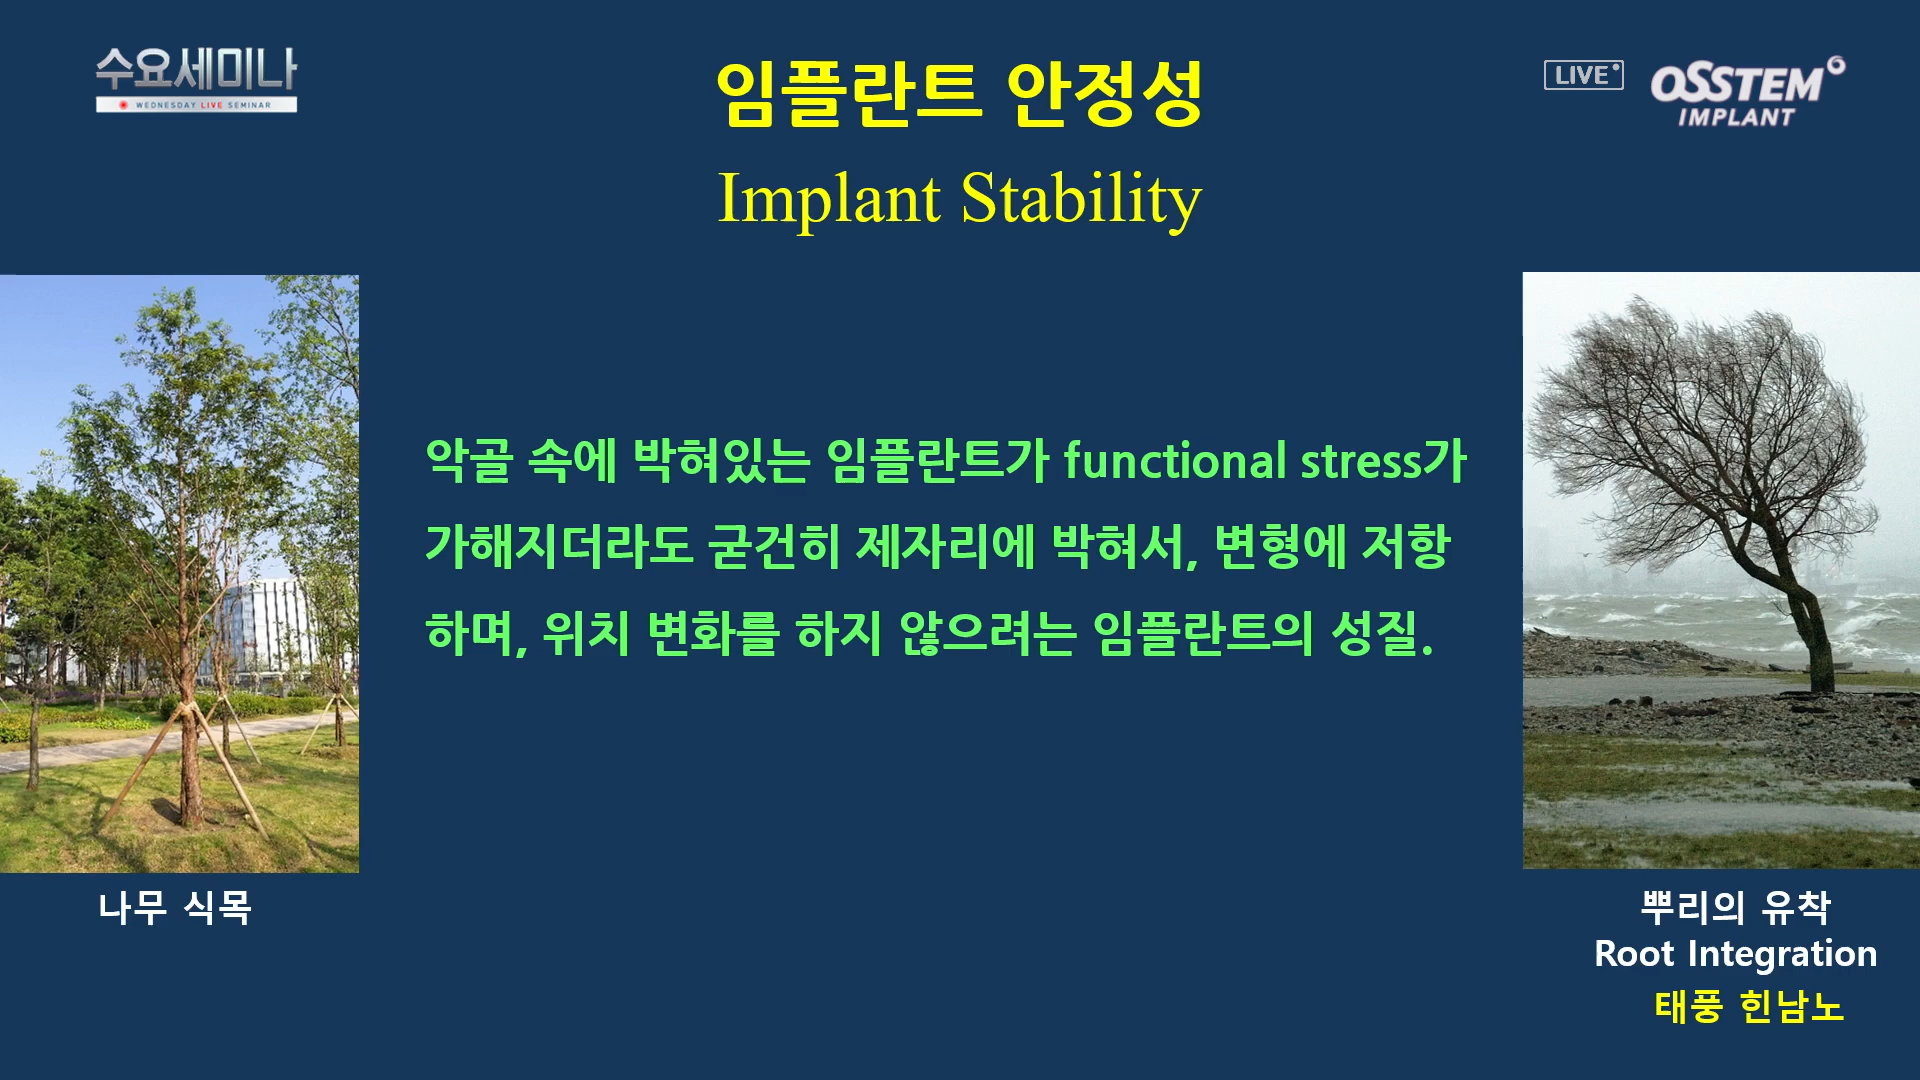 수요세미나
WEDNESDAY LIVE SEMINAR
임플란트 안정성
LIVE
OSSTEM
IMPLANT
Implant Stability
악골 속에 박혀있는 임플란트가 functional stress가
가해지더라도 굳건히 제자리에 박혀서, 변형에 저항
하며, 위치 변화를 하지 않으려는 임플란트의 성질.
나무 식목
뿌리의 유착
Root Integration
태풍 힌남노